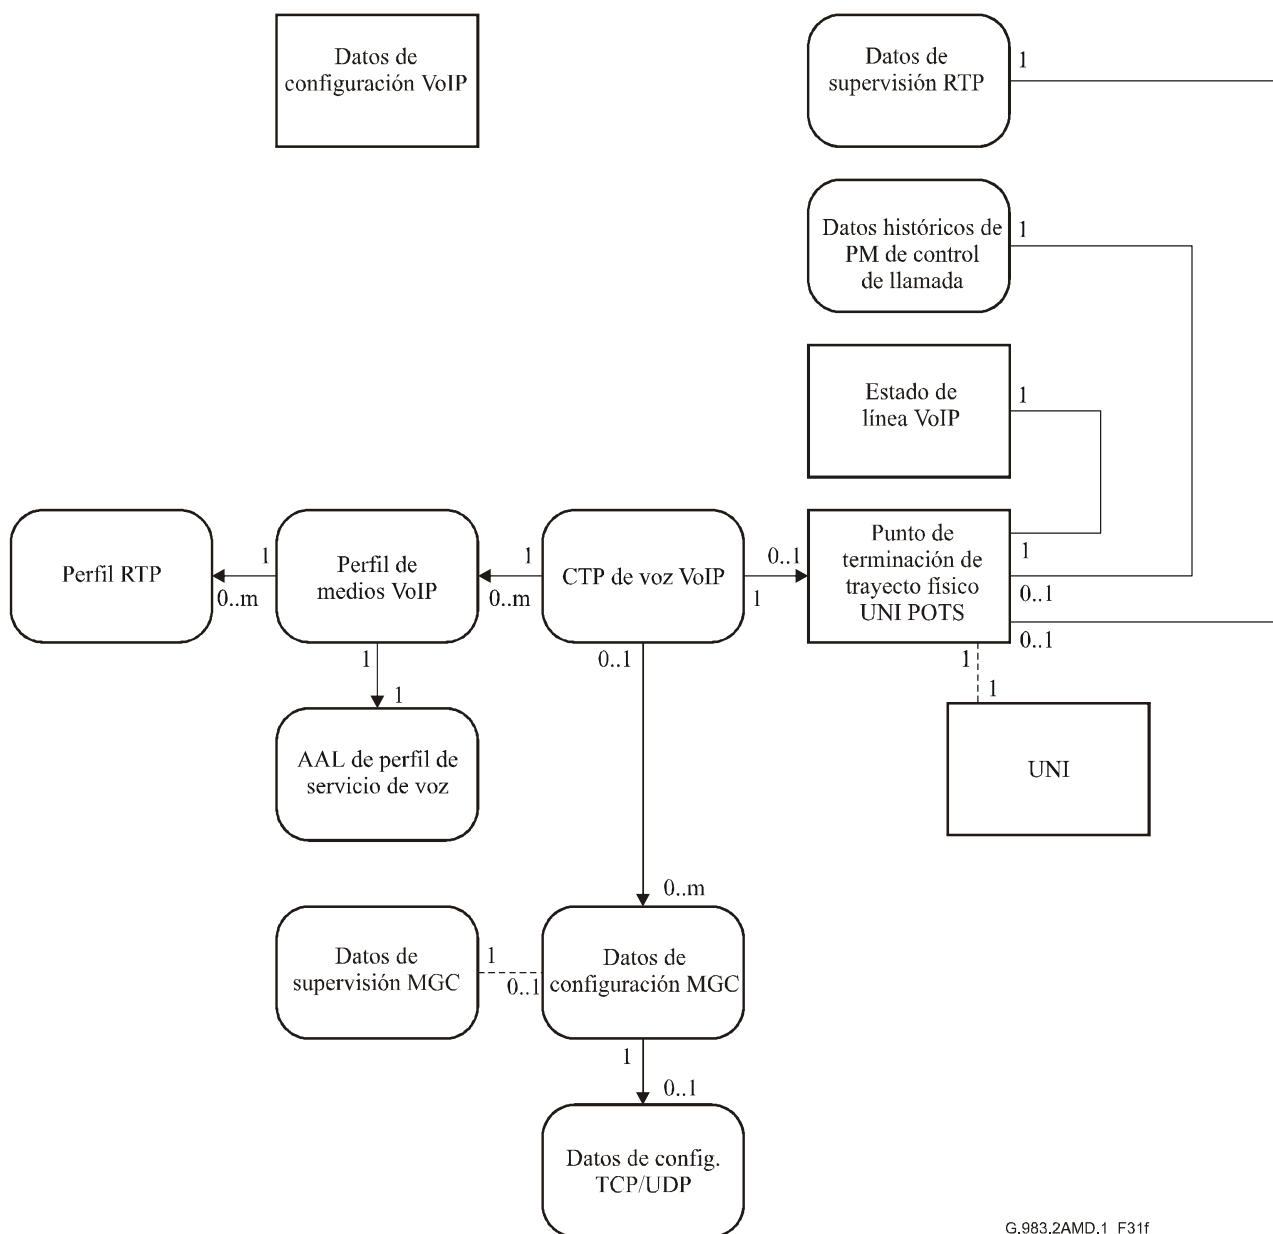 Datos de
configuración VoIP
Datos de
supervisión RTP
1
Datos históricos de
PM de control
de llamada
1
Estado de
línea VoIP
1
Perfil RTP
1
0..m
Perfil de
medios VoIP
1
0..m
CTP de voz VoIP
0..1
1
Punto de
terminación de
trayecto físico
UNI POTS
1
0..1
0..1
1
1
UNI
1
1
AAL de perfil de
servicio de voz
0..1
0..m
Datos de
supervisión MGC
1
0..1
Datos de
configuración MGC
1
0..1
Datos de config.
TCP/UDP
G.983.2AMD.1_F31f